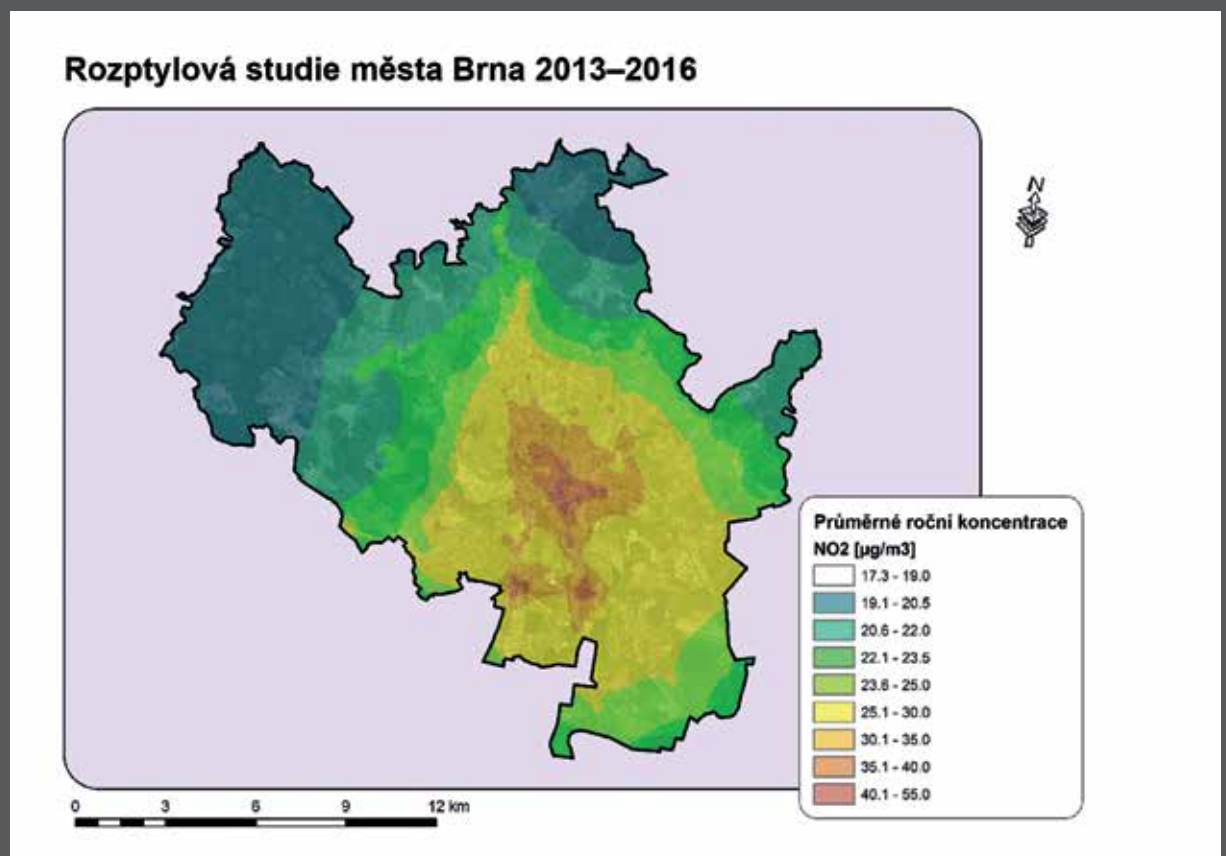 Rozptylová studie města Brna 2013–2016
N
Průměrné roční koncentrace
NO2 [µg/m3]
17.3 - 19.0
19.1 - 20.5
20.6 - 22.0
22.1 - 23.5
23.6 - 25.0
25.1 - 30.0
30.1 - 35.0
35.1 - 40.0
40.1 - 55.0
0 3 6 9 12 km